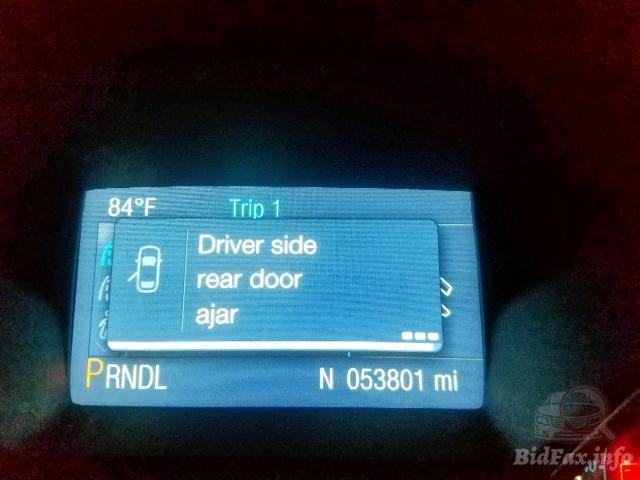 84°F Trip 1
Driver side
rear door
ajar
PRNDL N 053801 mi
BidFax.info